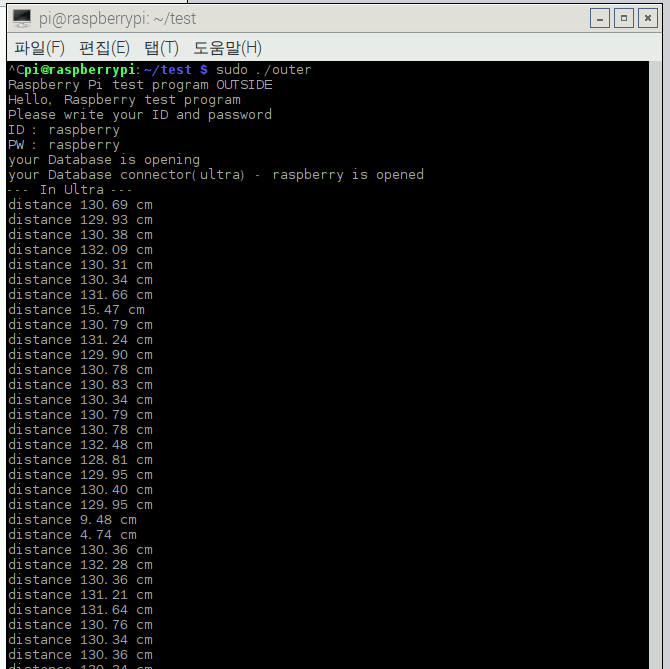 pi@raspberrypi: ~/test
파일(F) 편집(E) 탭(T) 도움말(H)
^Cpi@raspberrypi:~/test $ sudo ./outer
Raspberry Pi test program OUTSIDE
Hello, Raspberry test program
Please write your ID and password
ID : raspberry
PW : raspberry
your Database is opening
your Database connector(ultra) - raspberry is opened
--- In Ultra ---
distance 130.69 cm
distance 129.93 cm
distance 130.38 cm
distance 132.09 cm
distance 130.31 cm
distance 130.34 cm
distance 131.66 cm
distance 15.47 cm
distance 130.79 cm
distance 131.24 cm
distance 129.90 cm
distance 130.78 cm
distance 130.83 cm
distance 130.34 cm
distance 130.79 cm
distance 130.78 cm
distance 132.48 cm
distance 128.81 cm
distance 129.95 cm
distance 130.40 cm
distance 129.95 cm
distance 9.48 cm
distance 4.74 cm
distance 130.36 cm
distance 132.28 cm
distance 130.36 cm
distance 131.21 cm
distance 131.64 cm
distance 130.76 cm
distance 130.34 cm
distance 130.36 cm
distance 130.34 cm